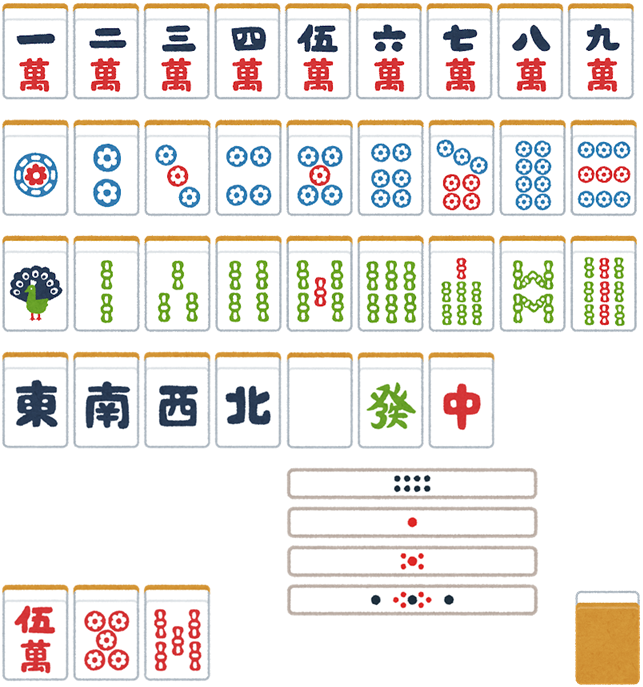 一萬 二萬 三萬 四萬 伍萬 六萬 七萬 八萬 九萬
東 南 西 北 發 中
伍萬